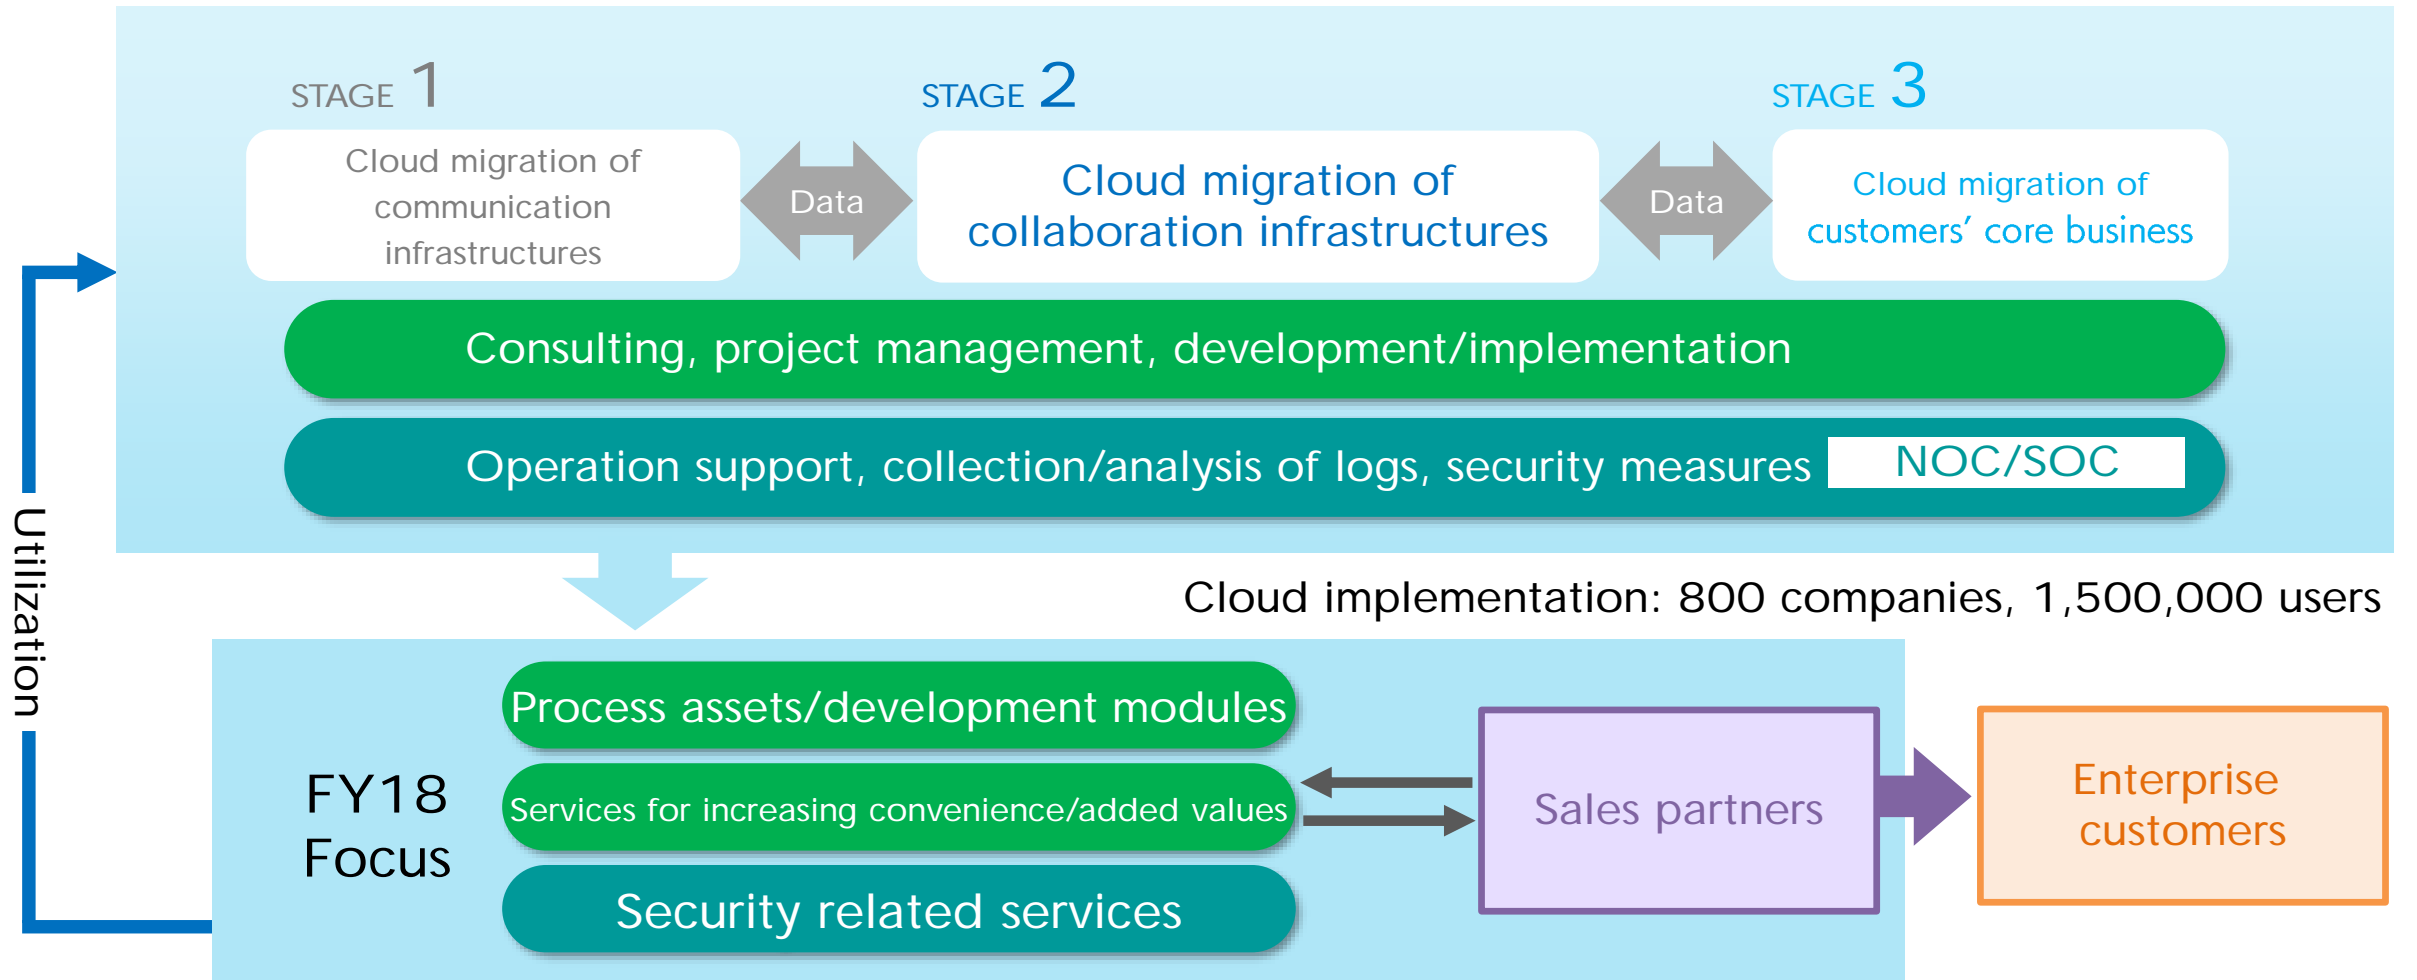 STAGE 1
Cloud migration of
communication
infrastructures
Data
STAGE 2
Cloud migration of
collaboration infrastructures
Data
STAGE 3
Cloud migration of
customers’ core business
Consulting, project management, development/implementation
Operation support, collection/analysis of logs, security measures
NOC/SOC
Utilization
Cloud implementation: 800 companies, 1,500,000 users
FY18
Focus
Process assets/development modules
Services for increasing convenience/added values
Security related services
Sales partners
Enterprise
customers